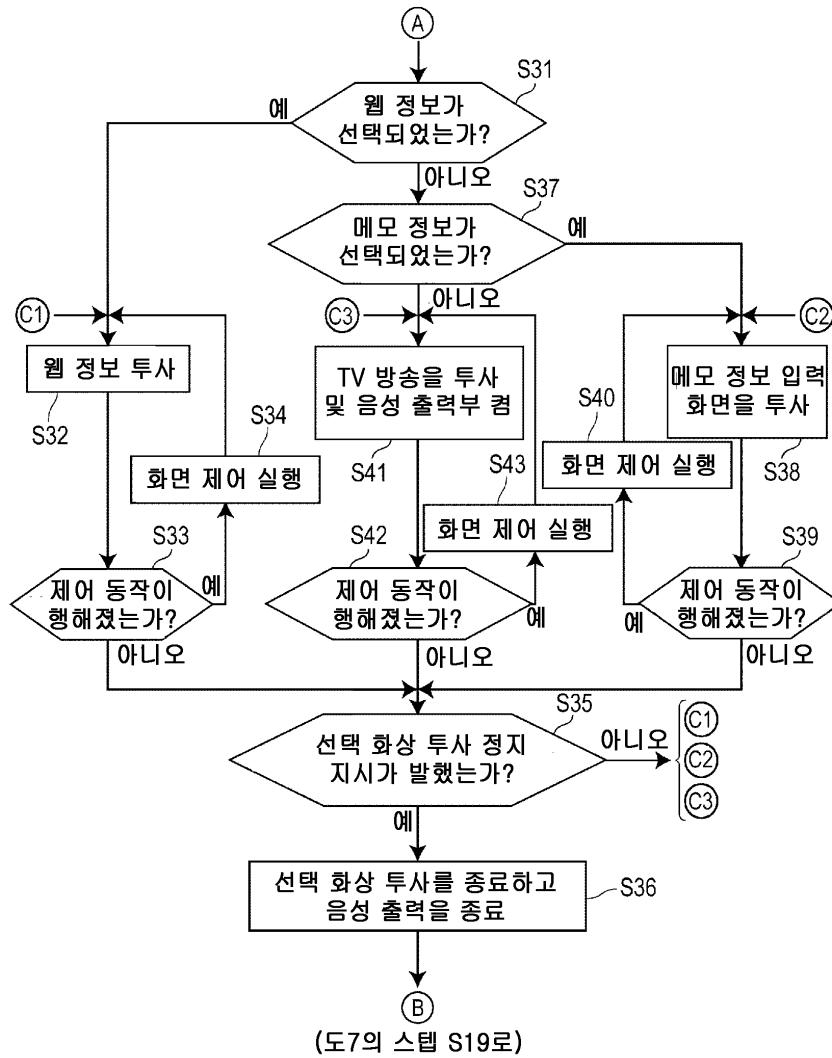 A
S31
예
웹 정보가
선택되었는가?
아니오
S37
메모 정보가
선택되었는가?
예
아니오
C1
C3
C2
웹 정보 투사
S32
S34
화면 제어 실행
TV 방송을 투사
및 음성 출력부 켬
S41
S43
화면 제어 실행
S40
화면 제어 실행
메모 정보 입력
화면을 투사
S38
S33
제어 동작이
행해졌는가?
예
아니오
S42
제어 동작이
행해졌는가?
예
아니오
S39
제어 동작이
행해졌는가?
예
아니오
S35
선택 화상 투사 정지
지시가 발했는가?
아니오
C1
C2
C3
예
선택 화상 투사를 종료하고
음성 출력을 종료
S36
B
(도7의 스텝 S19로)